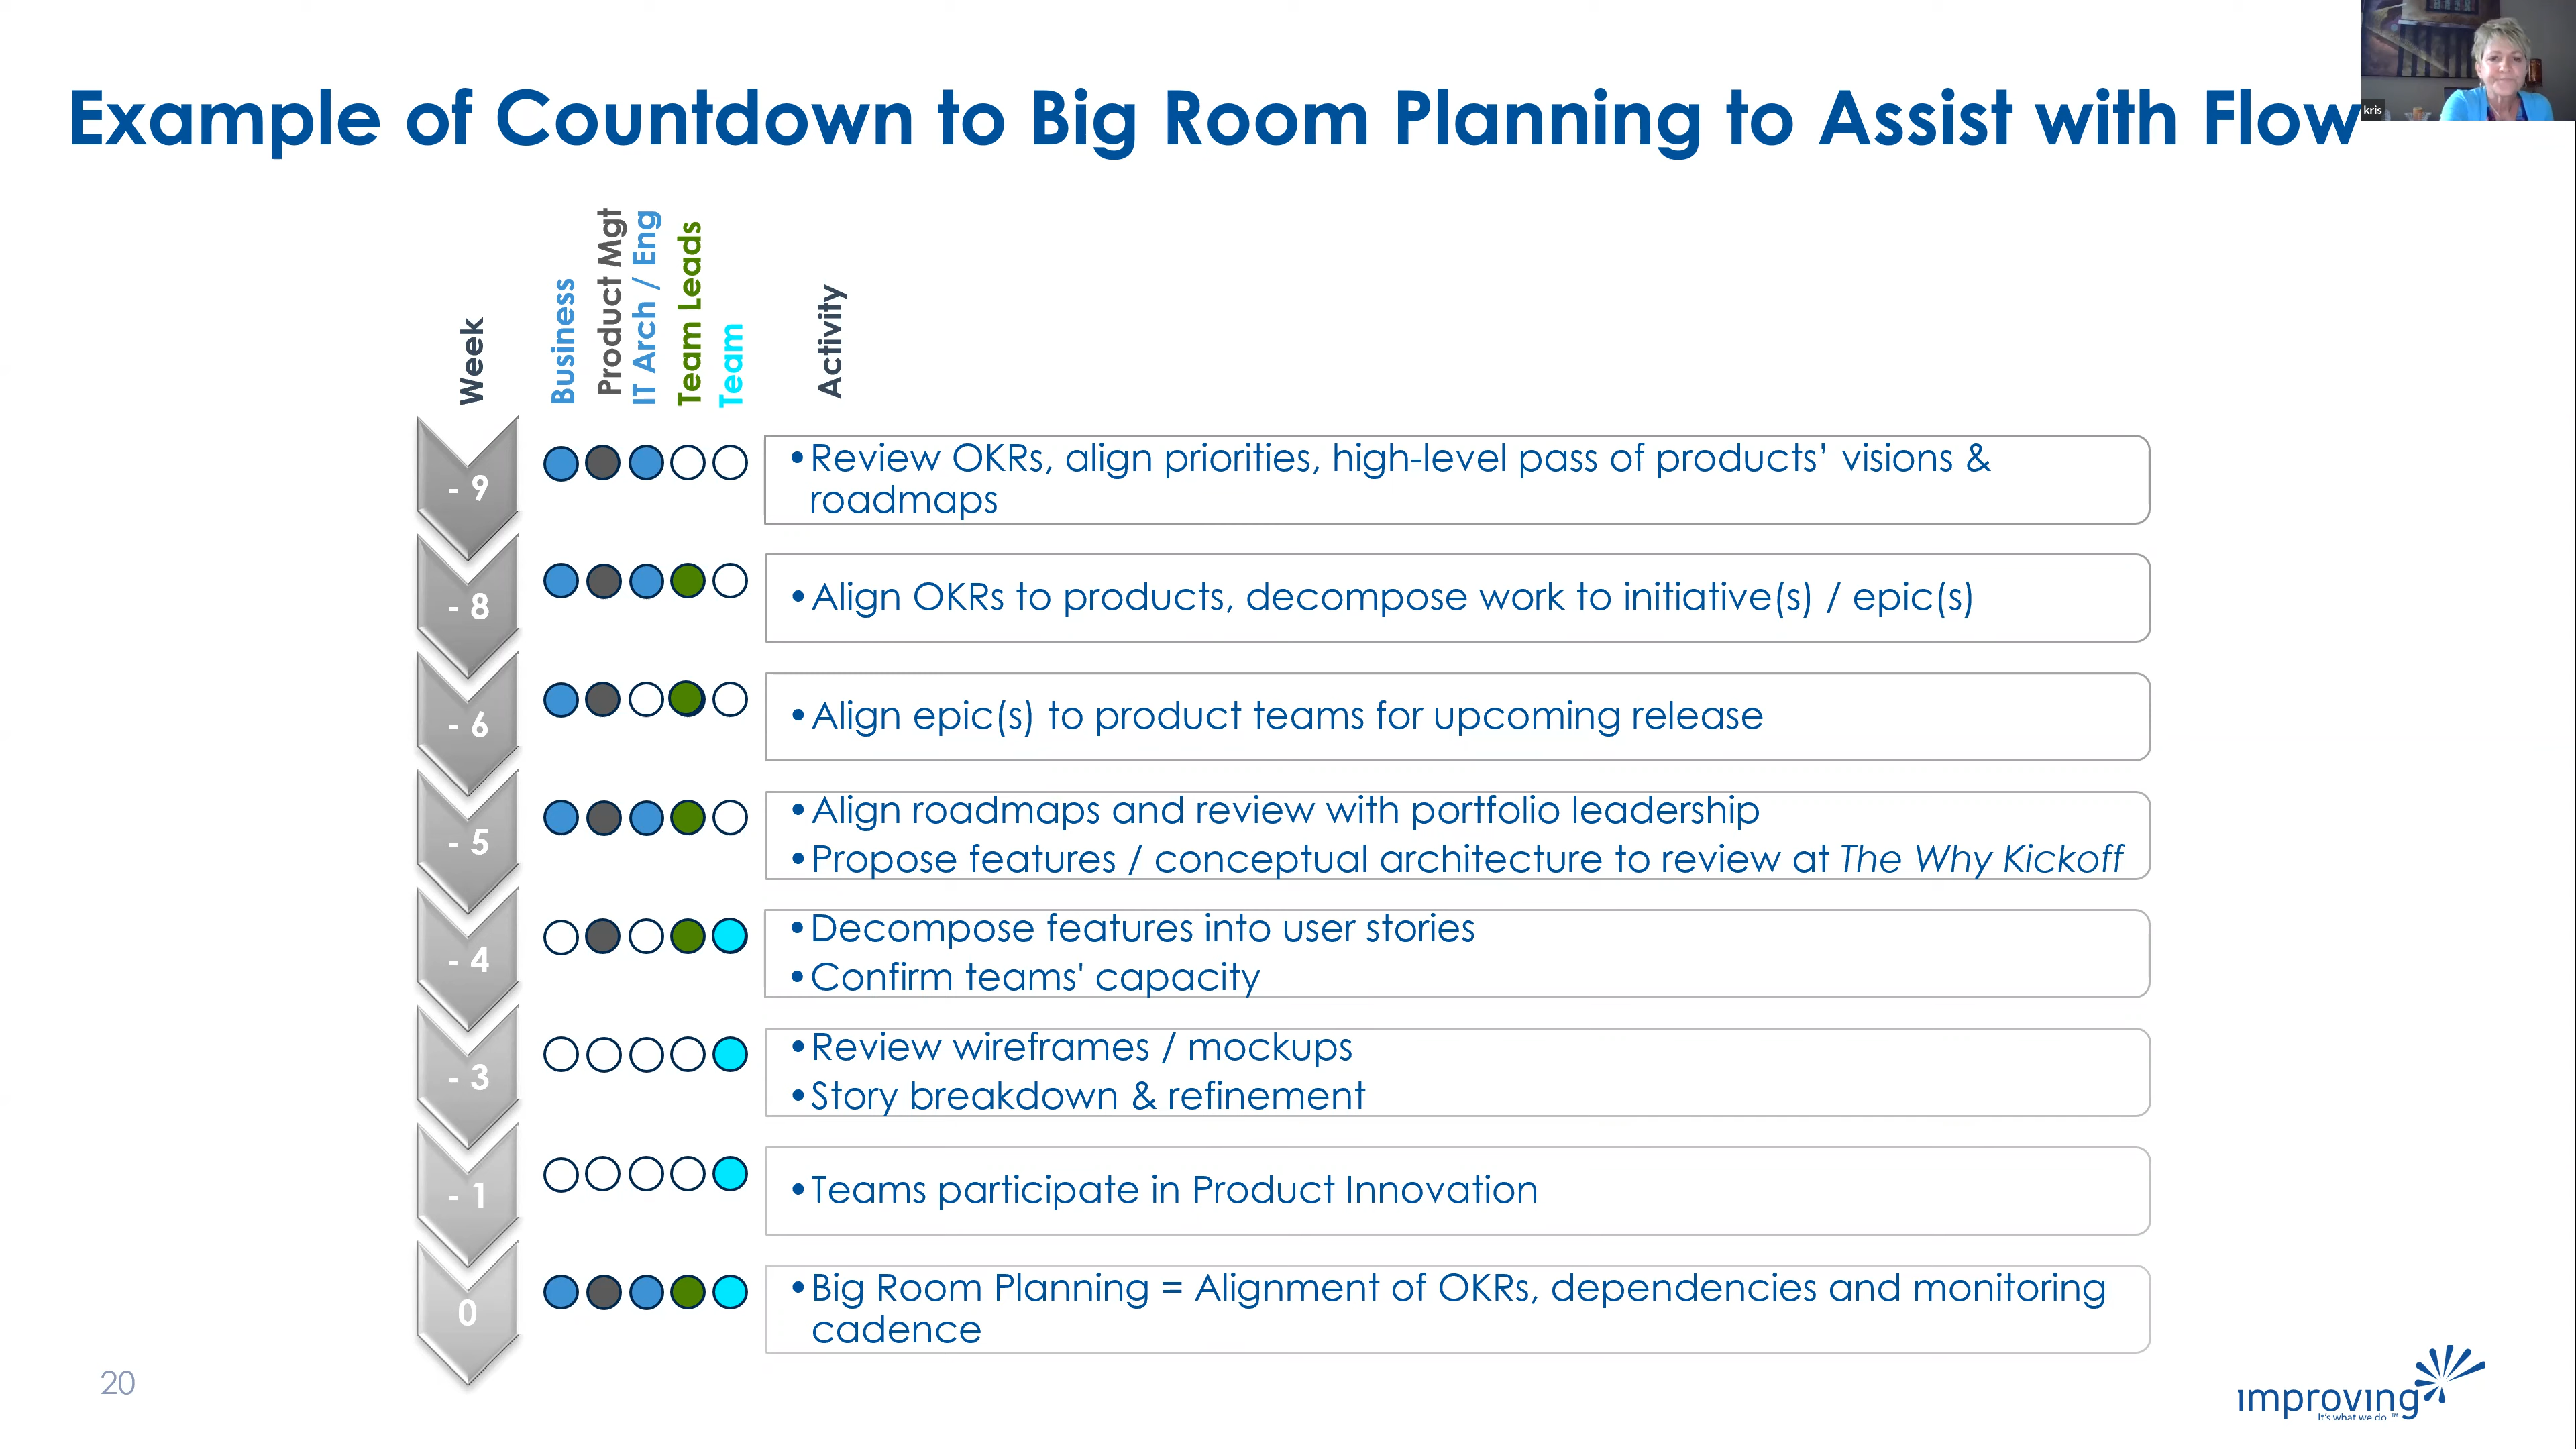 Example of Countdown to Big Room Planning to Assist with Flow
kris
Week
Business
Product Mgt
IT Arch / Eng
Team Leads
Team
Activity
- 9
•Review OKRs, align priorities, high-level pass of products’ visions &
roadmaps
- 8
•Align OKRs to products, decompose work to initiative(s) / epic(s)
- 6
•Align epic(s) to product teams for upcoming release
- 5
•Align roadmaps and review with portfolio leadership
•Propose features / conceptual architecture to review at The Why Kickoff
- 4
•Decompose features into user stories
•Confirm teams' capacity
- 3
•Review wireframes / mockups
•Story breakdown & refinement
- 1
•Teams participate in Product Innovation
0
•Big Room Planning = Alignment of OKRs, dependencies and monitoring
cadence
20
improving
It's what we do ™